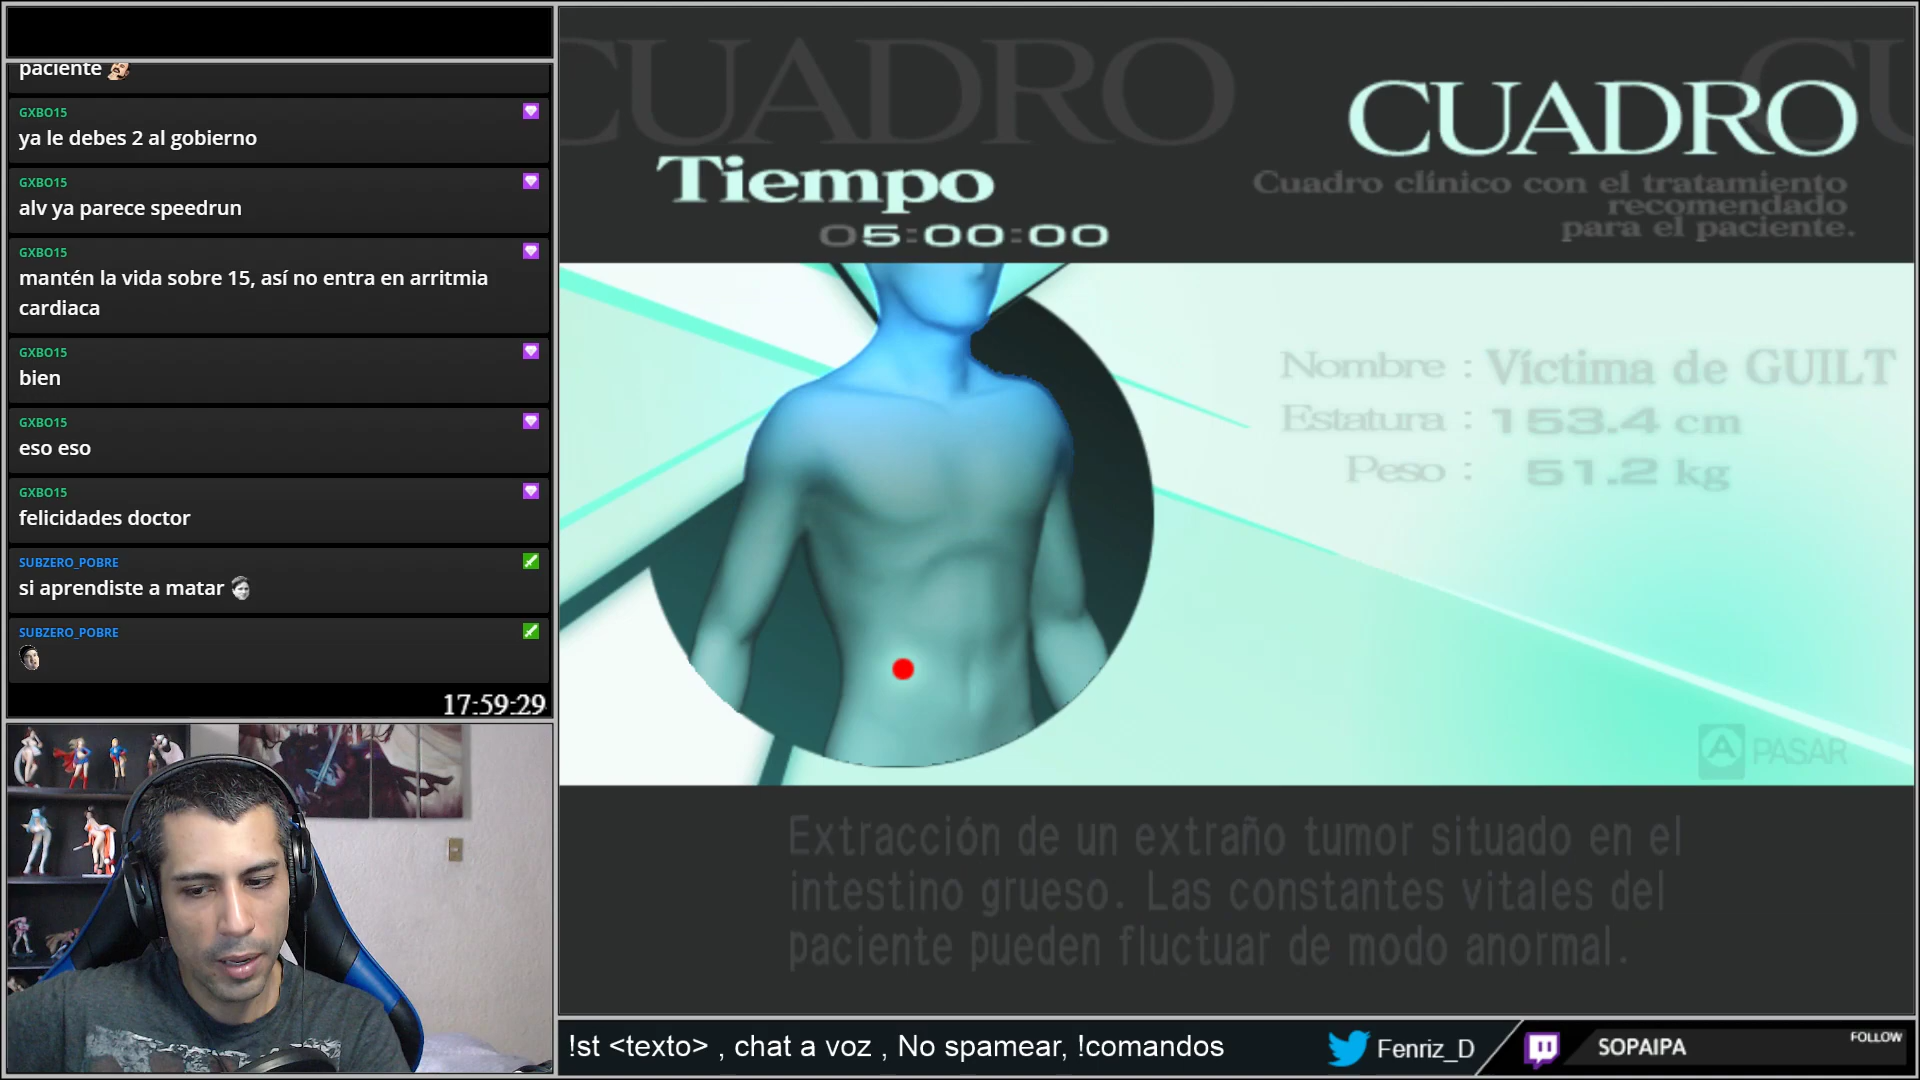 paciente
GXBO15
ya le debes 2 al gobierno
GXBO15
alv ya parece speedrun
GXBO15
mantén la vida sobre 15, así no entra en arritmia
cardiaca
GXBO15
bien
GXBO15
eso eso
GXBO15
felicidades doctor
SUBZERO_POBRE
si aprendiste a matar
SUBZERO_POBRE
17:59:29
CUADRO
CU
CUADRO
Tiempo
05:00:00
Cuadro clínico con el tratamiento
recomendado
para el paciente.
Nombre : Víctima de GUILT
Estatura : 153.4 cm
Peso : 51.2 kg
A PASAR
Extracción de un extraño tumor situado en el
intestino grueso. Las constantes vitales del
paciente pueden fluctuar de modo anormal.
!st <texto> , chat a voz , No spamear, !comandos
Fenriz_D
SOPAIPA
FOLLOW